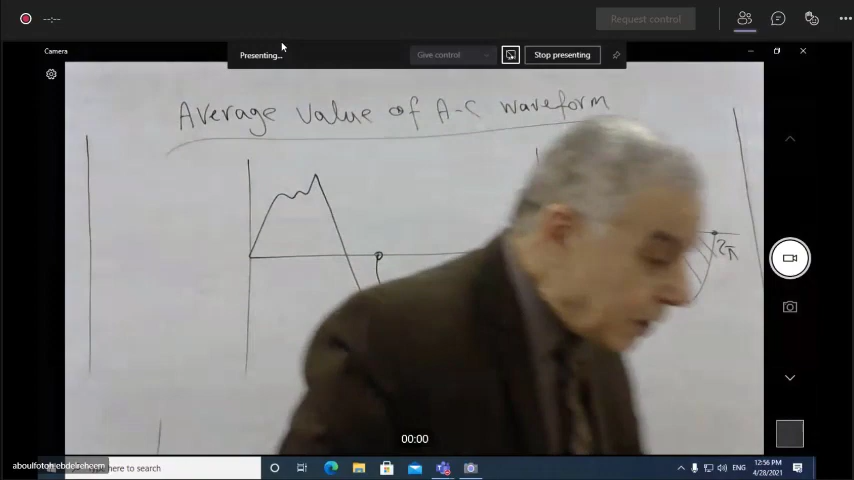 --:--
Request control
Camera
Presenting...
Give control
Stop presenting
Average value of A-C waveform
2π
00:00
aboulfotoh ebdelreheem
here to search
ENG
12:56 PM
4/28/2021